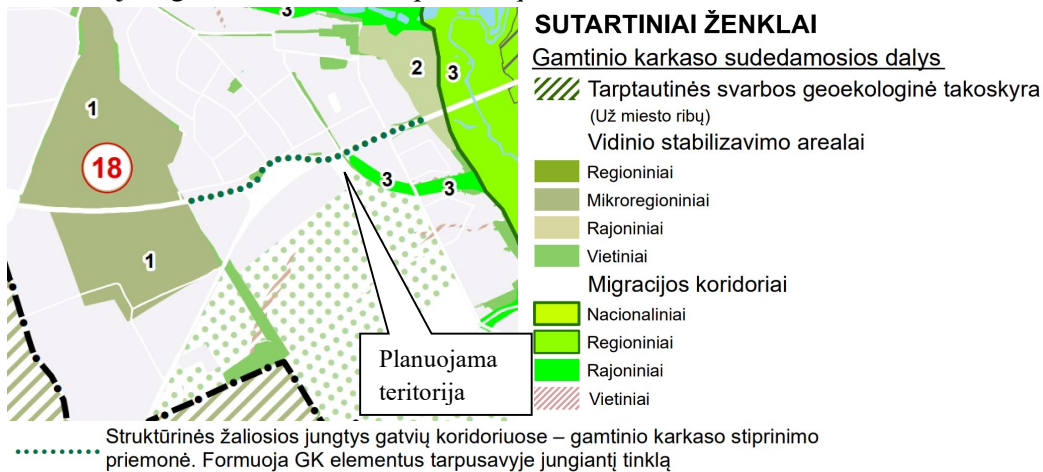 3
SUTARTINIAI ŽENKLAI
Gamtinio karkaso sudedamosios dalys
Tarptautinės svarbos geoekologinė takoskyra
(Už miesto ribų)
Vidinio stabilizavimo arealai
Regioniniai
Mikroregioniniai
Rajoniniai
Vietiniai
Migracijos koridoriai
Nacionaliniai
Regioniniai
Rajoniniai
Vietiniai
2
3
1
18
3
3
1
Planuojama
teritorija
Struktūrinės žaliosios jungtys gatvių koridoriuose – gamtinio karkaso stiprinimo
priemonė. Formuoja GK elementus tarpusavyje jungiantį tinklą